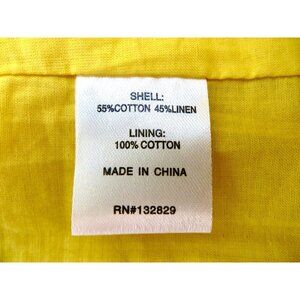 SHELL:
55%COTTON 45%LINEN
LINING:
100% COTTON
MADE IN CHINA
RN#132829